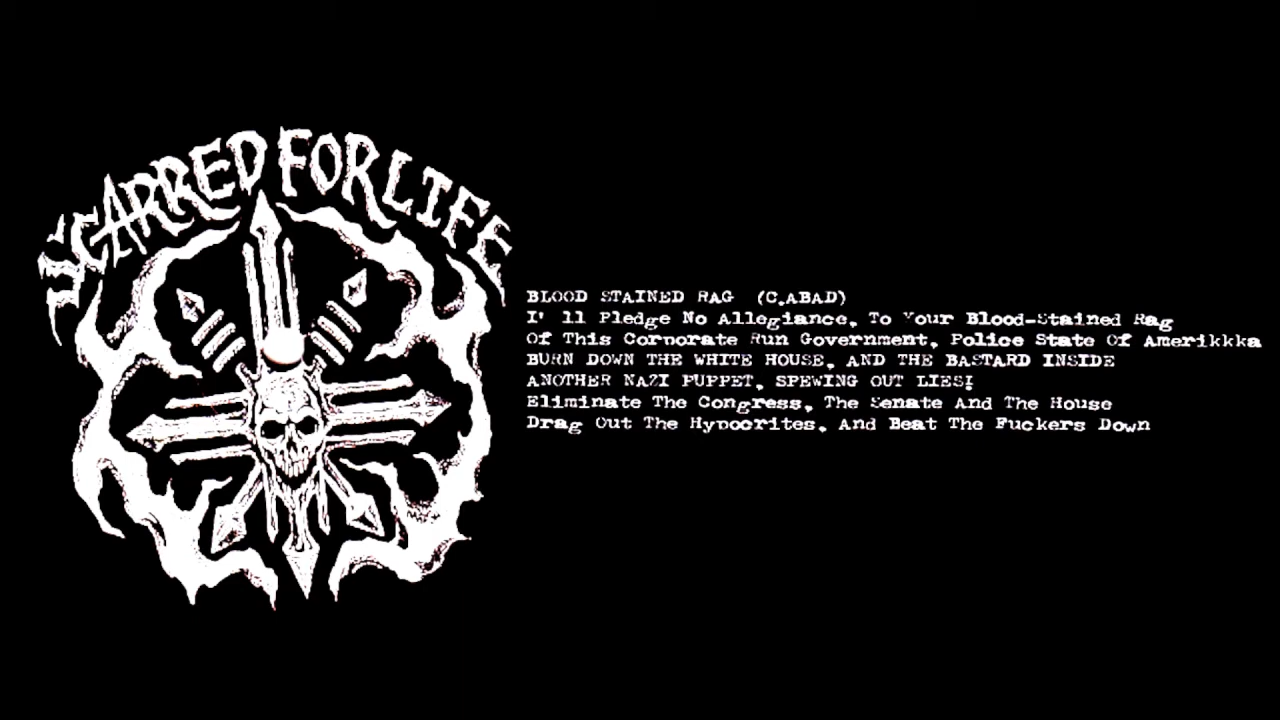 SCARRED FOR LIFE
BLOOD STAINED RAG (C.ABAD)
I' ll Pledge No Allegiance, To Your Blood-Stained Rag
Of This Corporate Run Government, Police State Of Amerikkka
BURN DOWN THE WHITE HOUSE, AND THE BASTARD INSIDE
ANOTHER NAZI PUPPET, SPEWING OUT LIES!
Eliminate The Congress, The Senate And The House
Drag Out The Hypocrites, And Beat The Fuckers Down